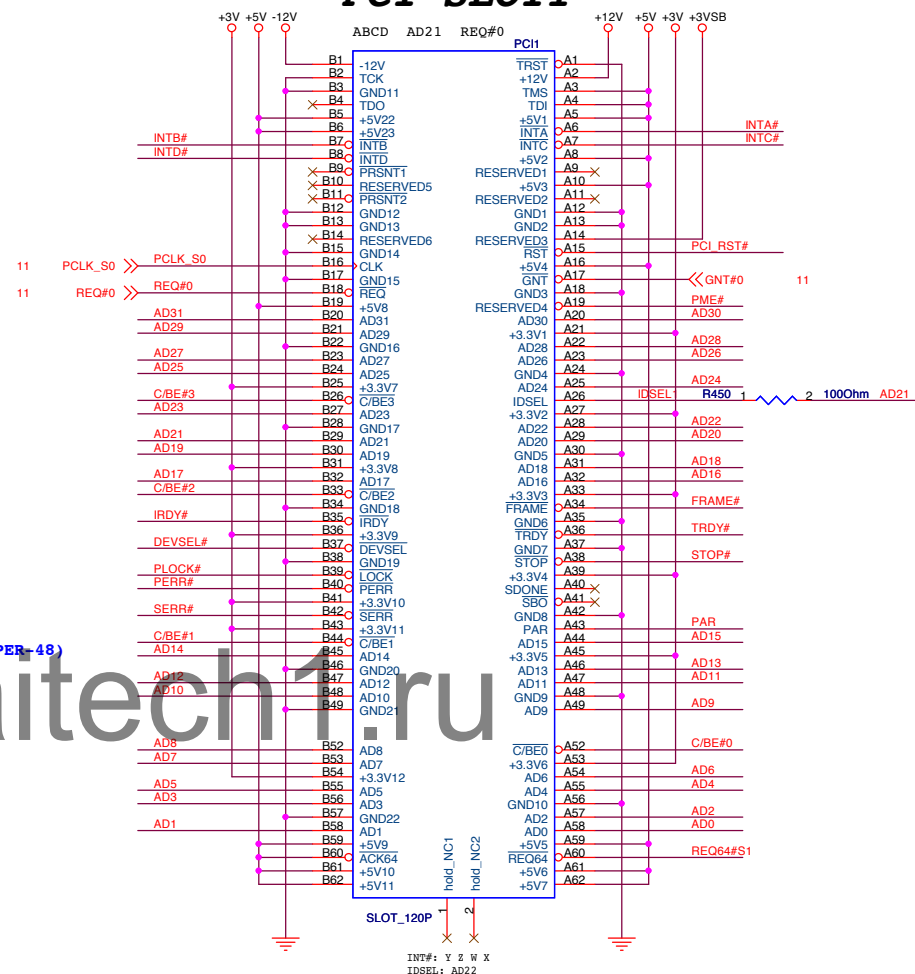 PCI SLOT1
+3V +5V -12V
+12V +5V +3V +3VSB
ABCD AD21 REQ#0
PCI1
B1 -12V TRST A1
B2 TCK +12V A2
B3 GND11 TMS A3
B4 TDO TDI A4
B5 +5V22 +5V1 A5
B6 +5V23 INTA A6 INTA#
INTB# B7 INTB INTC A7 INTC#
INTD# B8 INTD +5V2 A8
B9 PRSNT1 RESERVED1 A9
B10 RESERVED5 +5V3 A10
B11 PRSNT2 RESERVED2 A11
B12 GND12 GND1 A12
B13 GND13 GND2 A13
B14 RESERVED6 RESERVED3 A14
B15 GND14 RST A15 PCI_RST#
11 PCLK_S0 PCLK_S0 B16 CLK +5V4 A16
B17 GND15 GNT A17 GNT#0 11
11 REQ#0 REQ#0 B18 REQ GND3 A18
B19 +5V8 RESERVED4 A19 PME#
AD31 B20 AD31 AD30 A20 AD30
AD29 B21 AD29 +3.3V1 A21
B22 GND16 AD28 A22 AD28
AD27 B23 AD27 AD26 A23 AD26
AD25 B24 AD25 GND4 A24
B25 +3.3V7 AD24 A25 AD24
C/BE#3 B26 C/BE3 IDSEL A26 IDSEL1 R450 1 2 100Ohm AD21
AD23 B27 AD23 +3.3V2 A27
B28 GND17 AD22 A28 AD22
AD21 B29 AD21 AD20 A29 AD20
AD19 B30 AD19 GND5 A30
B31 +3.3V8 AD18 A31 AD18
AD17 B32 AD17 AD16 A32 AD16
C/BE#2 B33 C/BE2 +3.3V3 A33
B34 GND18 FRAME A34 FRAME#
IRDY# B35 IRDY GND6 A35
B36 +3.3V9 TRDY A36 TRDY#
DEVSEL# B37 DEVSEL GND7 A37
B38 GND19 STOP A38 STOP#
PLOCK# B39 LOCK +3.3V4 A39
PERR# B40 PERR SDONE A40
B41 +3.3V10 SBO A41
SERR# B42 SERR GND8 A42
B43 +3.3V11 PAR A43 PAR
C/BE#1 B44 C/BE1 AD15 A44 AD15
PER-48)
AD14 B45 AD14 +3.3V5 A45
B46 GND20 AD13 A46 AD13
AD12 B47 AD12 AD11 A47 AD11
AD10 B48 AD10 GND9 A48
B49 GND21 AD9 A49 AD9
itech1.ru
AD8 B52 AD8 C/BE0 A52 C/BE#0
AD7 B53 AD7 +3.3V6 A53
B54 +3.3V12 AD6 A54 AD6
AD5 B55 AD5 AD4 A55 AD4
AD3 B56 AD3 GND10 A56
B57 GND22 AD2 A57 AD2
AD1 B58 AD1 AD0 A58 AD0
B59 +5V9 +5V5 A59
B60 ACK64 REQ64 A60 REQ64#S1
B61 +5V10 +5V6 A61
B62 +5V11 +5V7 A62
hold_NC1 hold_NC2
SLOT_120P 1 2
INT#: Y Z W X
IDSEL: AD22